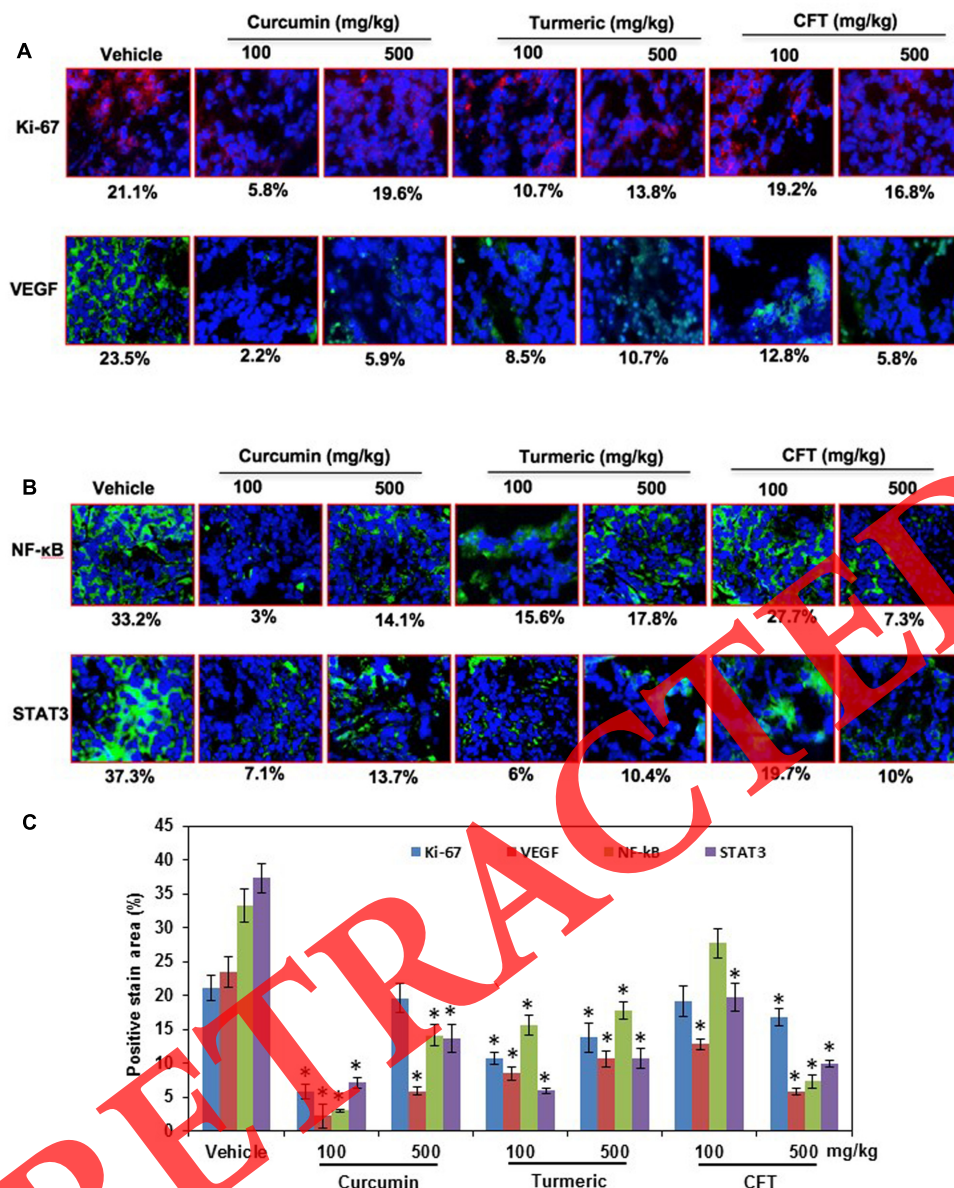 A
Curcumin (mg/kg) Turmeric (mg/kg) CFT (mg/kg)
Vehicle 100 500 100 500 100 500
Ki-67
21.1% 5.8% 19.6% 10.7% 13.8% 19.2% 16.8%
VEGF
23.5% 2.2% 5.9% 8.5% 10.7% 12.8% 5.8%
B
Curcumin (mg/kg) Turmeric (mg/kg) CFT (mg/kg)
Vehicle 100 500 100 500 100 500
NF-κB
33.2% 3% 14.1% 15.6% 17.8% 27.7% 7.3%
STAT3
37.3% 7.1% 13.7% 6% 10.4% 19.7% 10%
C
Positive stain area (%)
45
40
35
30
25
20
15
10
5
0
Ki-67 VEGF NF-kB STAT3
* * * * * * * * * * * * * * * * * * * * *
Vehicle 100 500 100 500 100 500 mg/kg
Curcumin Turmeric CFT
RETRACTED